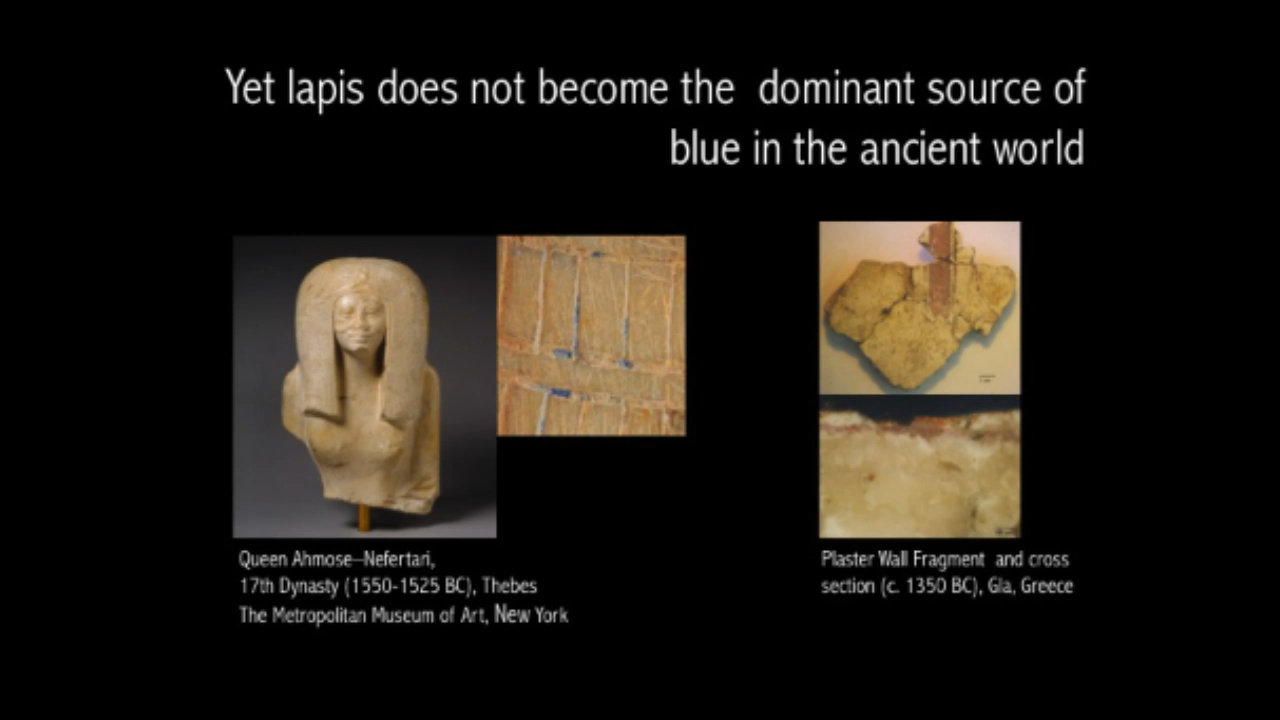 Yet lapis does not become the  dominant source of
blue in the ancient world
Queen Ahmose–Nefertari,
17th Dynasty (1550-1525 BC), Thebes
The Metropolitan Museum of Art, New York
Plaster Wall Fragment  and cross
section (c. 1350 BC), Gla, Greece